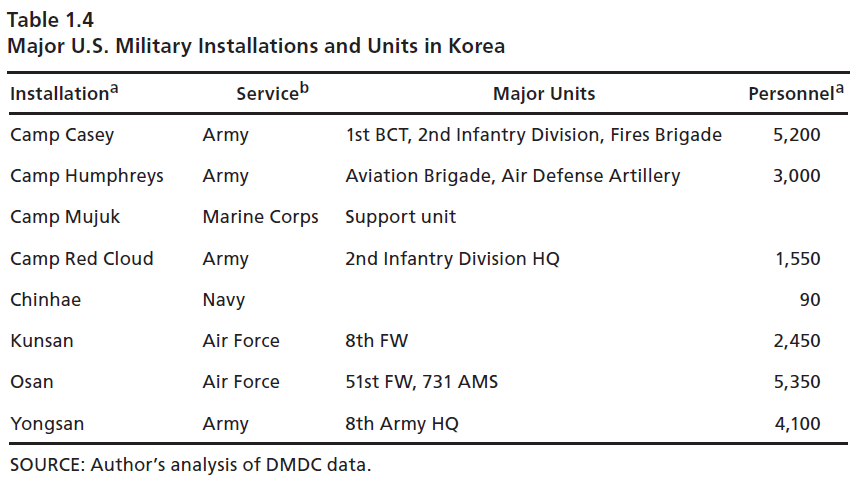 Table 1.4
Major U.S. Military Installations and Units in Korea
Installationa Serviceb Major Units Personnela
Camp Casey Army 1st BCT, 2nd Infantry Division, Fires Brigade 5,200
Camp Humphreys Army Aviation Brigade, Air Defense Artillery 3,000
Camp Mujuk Marine Corps Support unit
Camp Red Cloud Army 2nd Infantry Division HQ 1,550
Chinhae Navy 90
Kunsan Air Force 8th FW 2,450
Osan Air Force 51st FW, 731 AMS 5,350
Yongsan Army 8th Army HQ 4,100
SOURCE: Author’s analysis of DMDC data.